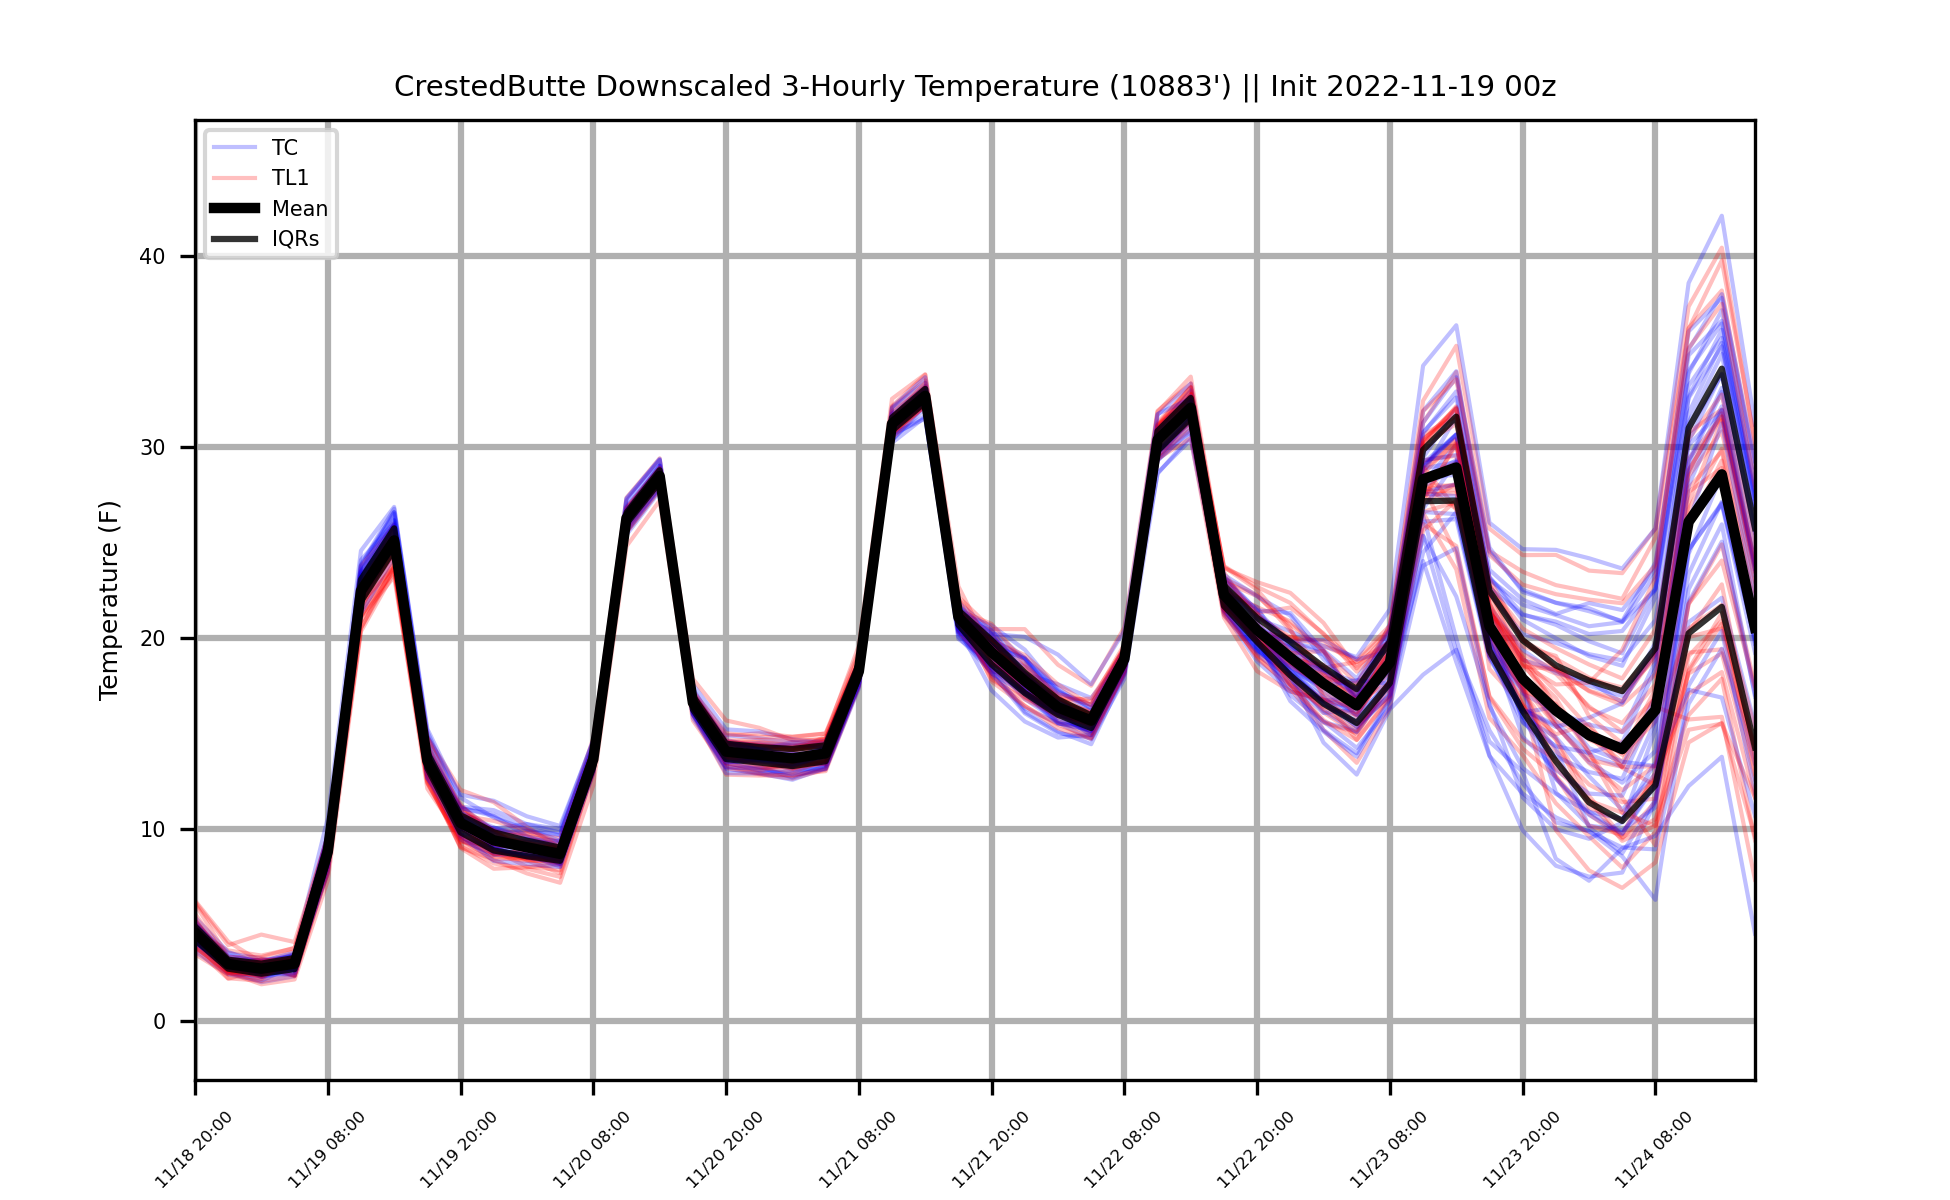 CrestedButte Downscaled 3-Hourly Temperature (10883') || Init 2022-11-19 00z
TC
TL1
Mean
IQRs
Temperature (F)
40
30
20
10
0
11/18 20:00
11/19 08:00
11/19 20:00
11/20 08:00
11/20 20:00
11/21 08:00
11/21 20:00
11/22 08:00
11/22 20:00
11/23 08:00
11/23 20:00
11/24 08:00